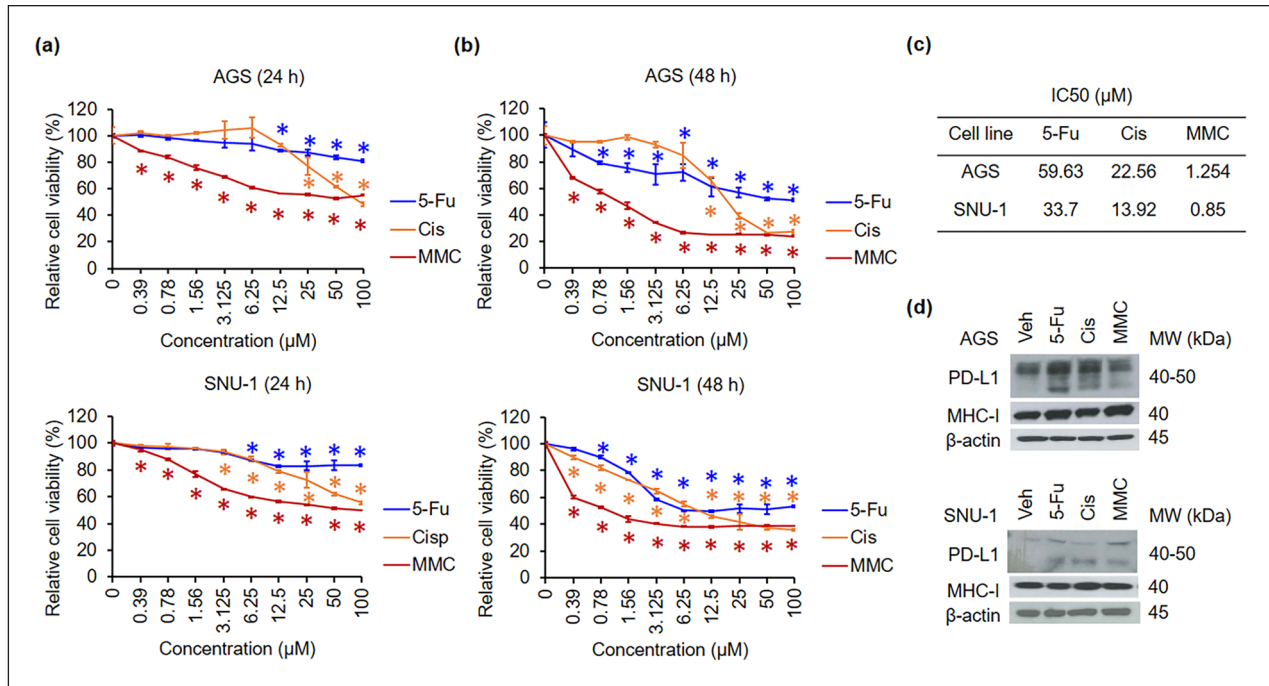 (a)
AGS (24 h)
Relative cell viability (%)
120
100
80
60
40
20
0
0 0.39 0.78 1.56 3.125 6.25 12.5 25 50 100
Concentration (µM)
* * * * * * * * * * * * * * * *
5-Fu
Cis
MMC
SNU-1 (24 h)
Relative cell viability (%)
120
100
80
60
40
20
0
0 0.39 0.78 1.56 3.125 6.25 12.5 25 50 100
Concentration (µM)
5-Fu
Cisp
MMC
(b)
AGS (48 h)
Relative cell viability (%)
120
100
80
60
40
20
0
0 0.39 0.78 1.56 3.125 6.25 12.5 25 50 100
Concentration (µM)
5-Fu
Cis
MMC
SNU-1 (48 h)
Relative cell viability (%)
120
100
80
60
40
20
0
0 0.39 0.78 1.56 3.125 6.25 12.5 25 50 100
Concentration (µM)
5-Fu
Cis
MMC
(c)
IC50 (µM)
Cell line 5-Fu Cis MMC
AGS 59.63 22.56 1.254
SNU-1 33.7 13.92 0.85
(d)
AGS Veh 5-Fu Cis MMC MW (kDa)
PD-L1 40-50
MHC-I 40
β-actin 45
SNU-1 Veh 5-Fu Cis MMC MW (kDa)
PD-L1 40-50
MHC-I 40
β-actin 45